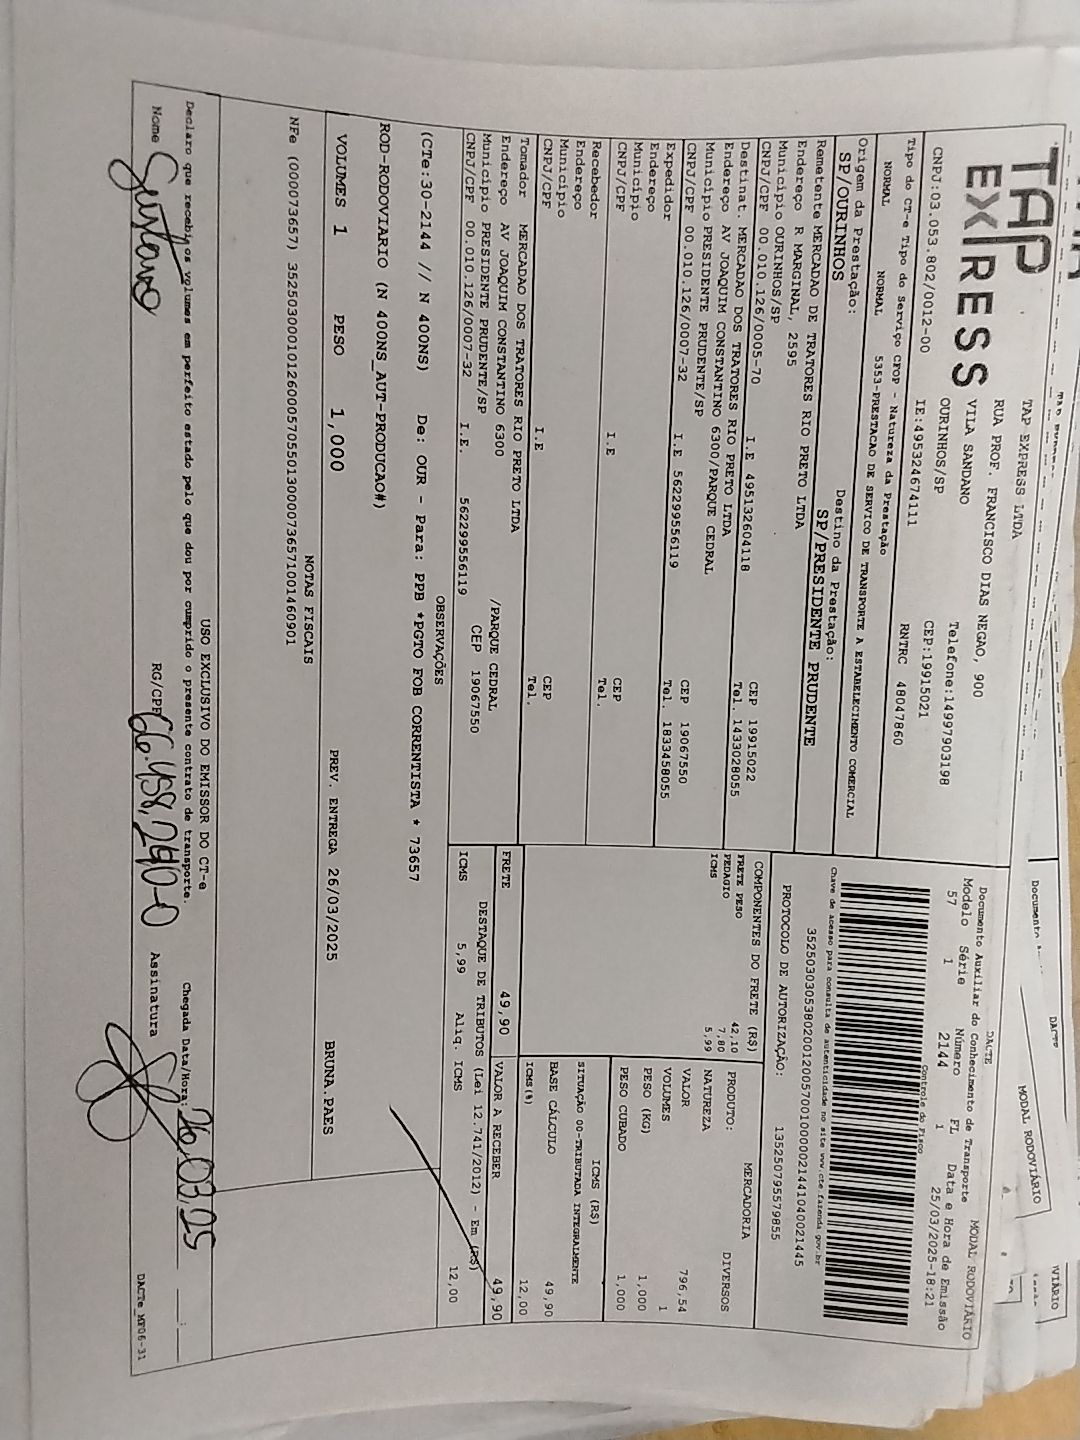 TAP
EXPRESS
TAP EXPRESS LTDA
RUA PROF. FRANCISCO DIAS NEGAO, 900
VILA SANDANO
OURINHOS/SP
Telefone:14997903198
CEP:19915021
CNPJ:03.053.802/0012-00 IE:495324674111 RNTRC 48047860
Tipo do CT-e Tipo do Serviço CFOP - Natureza da Prestação
NORMAL NORMAL 5353-PRESTACAO DE SERVICO DE TRANSPORTE A ESTABELECIMENTO COMERCIAL
Origem da Prestação: Destino da Prestação:
SP/OURINHOS SP/PRESIDENTE PRUDENTE
Remetente MERCADAO DE TRATORES RIO PRETO LTDA
Endereço R MARGINAL, 2595
Município OURINHOS/SP CEP 19915022
CNPJ/CPF 00.010.126/0005-70 I.E 495132604118 Tel. 1433028055
Destinat. MERCADAO DOS TRATORES RIO PRETO LTDA
Endereço AV JOAQUIM CONSTANTINO 6300/PARQUE CEDRAL
Município PRESIDENTE PRUDENTE/SP CEP 19067550
CNPJ/CPF 00.010.126/0007-32 I.E 562299556119 Tel. 1833458055
Expedidor
Endereço
Município CEP
CNPJ/CPF I.E Tel.
Recebedor
Endereço
Município CEP
CNPJ/CPF I.E Tel.
Tomador MERCADAO DOS TRATORES RIO PRETO LTDA
Endereço AV JOAQUIM CONSTANTINO 6300 /PARQUE CEDRAL
Município PRESIDENTE PRUDENTE/SP CEP 19067550
CNPJ/CPF 00.010.126/0007-32 I.E. 562299556119
DACTE MODAL RODOVIÁRIO
Documento Auxiliar do Conhecimento de Transporte
Modelo Série Número FL Data e Hora de Emissão
57 1 2144 1 25/03/2025-18:21
Controle do Fisco
Chave de acesso para consulta de autenticidade no site www.cte.fazenda.gov.br
35250303053802001200570010000021441040021445
PROTOCOLO DE AUTORIZAÇÃO: 135250795579855
COMPONENTES DO FRETE (R$)
FRETE PESO 42,10
PEDAGIO 7,80
ICMS 5,99
PRODUTO: MERCADORIA
NATUREZA DIVERSOS
VALOR 796,54
VOLUMES 1
PESO (KG) 1,000
PESO CUBADO 1,000
ICMS (R$)
SITUAÇÃO 00-TRIBUTADA INTEGRALMENTE
BASE CÁLCULO 49,90
ICMS(%) 12,00
FRETE 49,90 VALOR A RECEBER 49,90
DESTAQUE DE TRIBUTOS (Lei 12.741/2012) - Em (R$)
ICMS 5,99 Aliq. ICMS 12,00
OBSERVAÇÕES
(CTe:30-2144 // N 400NS) De: OUR - Para: PPB *PGTO FOB CORRENTISTA * 73657
ROD-RODOVIARIO (N 400NS_AUT-PRODUCAO#)
VOLUMES 1 PESO 1,000 PREV. ENTREGA 26/03/2025 BRUNA.PAES
NOTAS FISCAIS
NFe (000073657) 35250300010126000570550130000736571001460901
USO EXCLUSIVO DO EMISSOR DO CT-e
Declaro que recebi os volumes em perfeito estado pelo que dou por cumprido o presente contrato de transporte. Chegada Data/Hora: 26,03,25
Nome Gustavo RG/CPF 66.458,240-0 Assinatura
DACTe_MF06-31
MODAL RODOVIÁRIO
DACTE